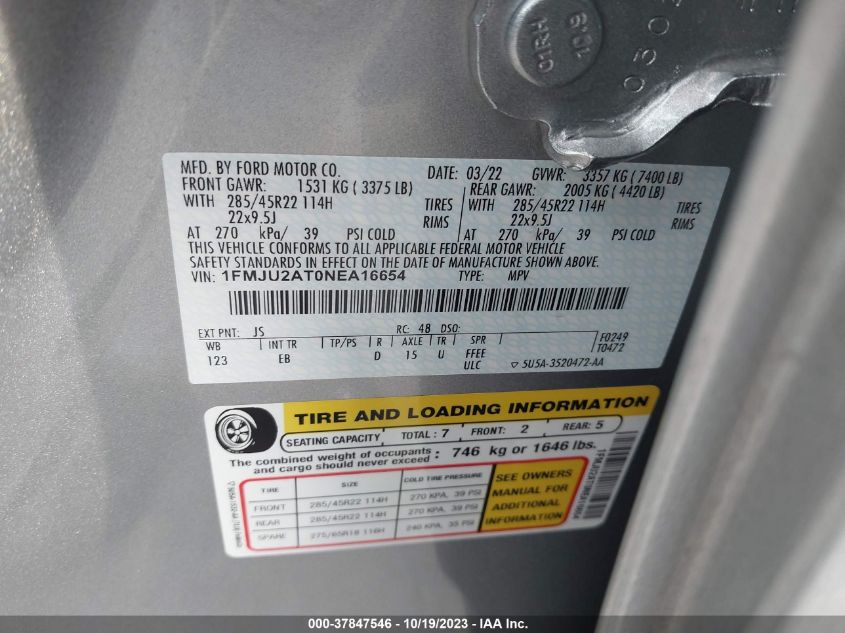 10.9
01RH
0302
MFD. BY FORD MOTOR CO.
DATE: 03/22 GVWR: 3357 KG ( 7400 LB)
FRONT GAWR: 1531 KG ( 3375 LB)
REAR GAWR: 2005 KG ( 4420 LB)
WITH 285/45R22 114H TIRES
WITH 285/45R22 114H TIRES
22x9.5J RIMS
22x9.5J RIMS
AT 270 kPa/ 39 PSI COLD
AT 270 kPa/ 39 PSI COLD
THIS VEHICLE CONFORMS TO ALL APPLICABLE FEDERAL MOTOR VEHICLE
SAFETY STANDARDS IN EFFECT ON THE DATE OF MANUFACTURE SHOWN ABOVE.
VIN: 1FMJU2AT0NEA16654 TYPE: MPV
EXT PNT: JS RC: 48 DSO:
WB INT TR TP/PS R AXLE TR SPR
123 EB D 15 U FFEE
ULC
F0249
T0472
▽ 5U5A-3520472-AA
TIRE AND LOADING INFORMATION
SEATING CAPACITY TOTAL : 7 FRONT: 2 REAR: 5
The combined weight of occupants and cargo should never exceed : 746 kg or 1646 lbs.
TIRE SIZE COLD TIRE PRESSURE
FRONT 285/45R22 114H 270 KPA, 39 PSI
REAR 285/45R22 114H 270 KPA, 39 PSI
SPARE 275/65R18 116H 240 KPA, 35 PSI
SEE OWNERS
MANUAL FOR
ADDITIONAL
INFORMATION
1FMJU2AT0NEA16654
000-37847546 - 10/19/2023 - IAA Inc.